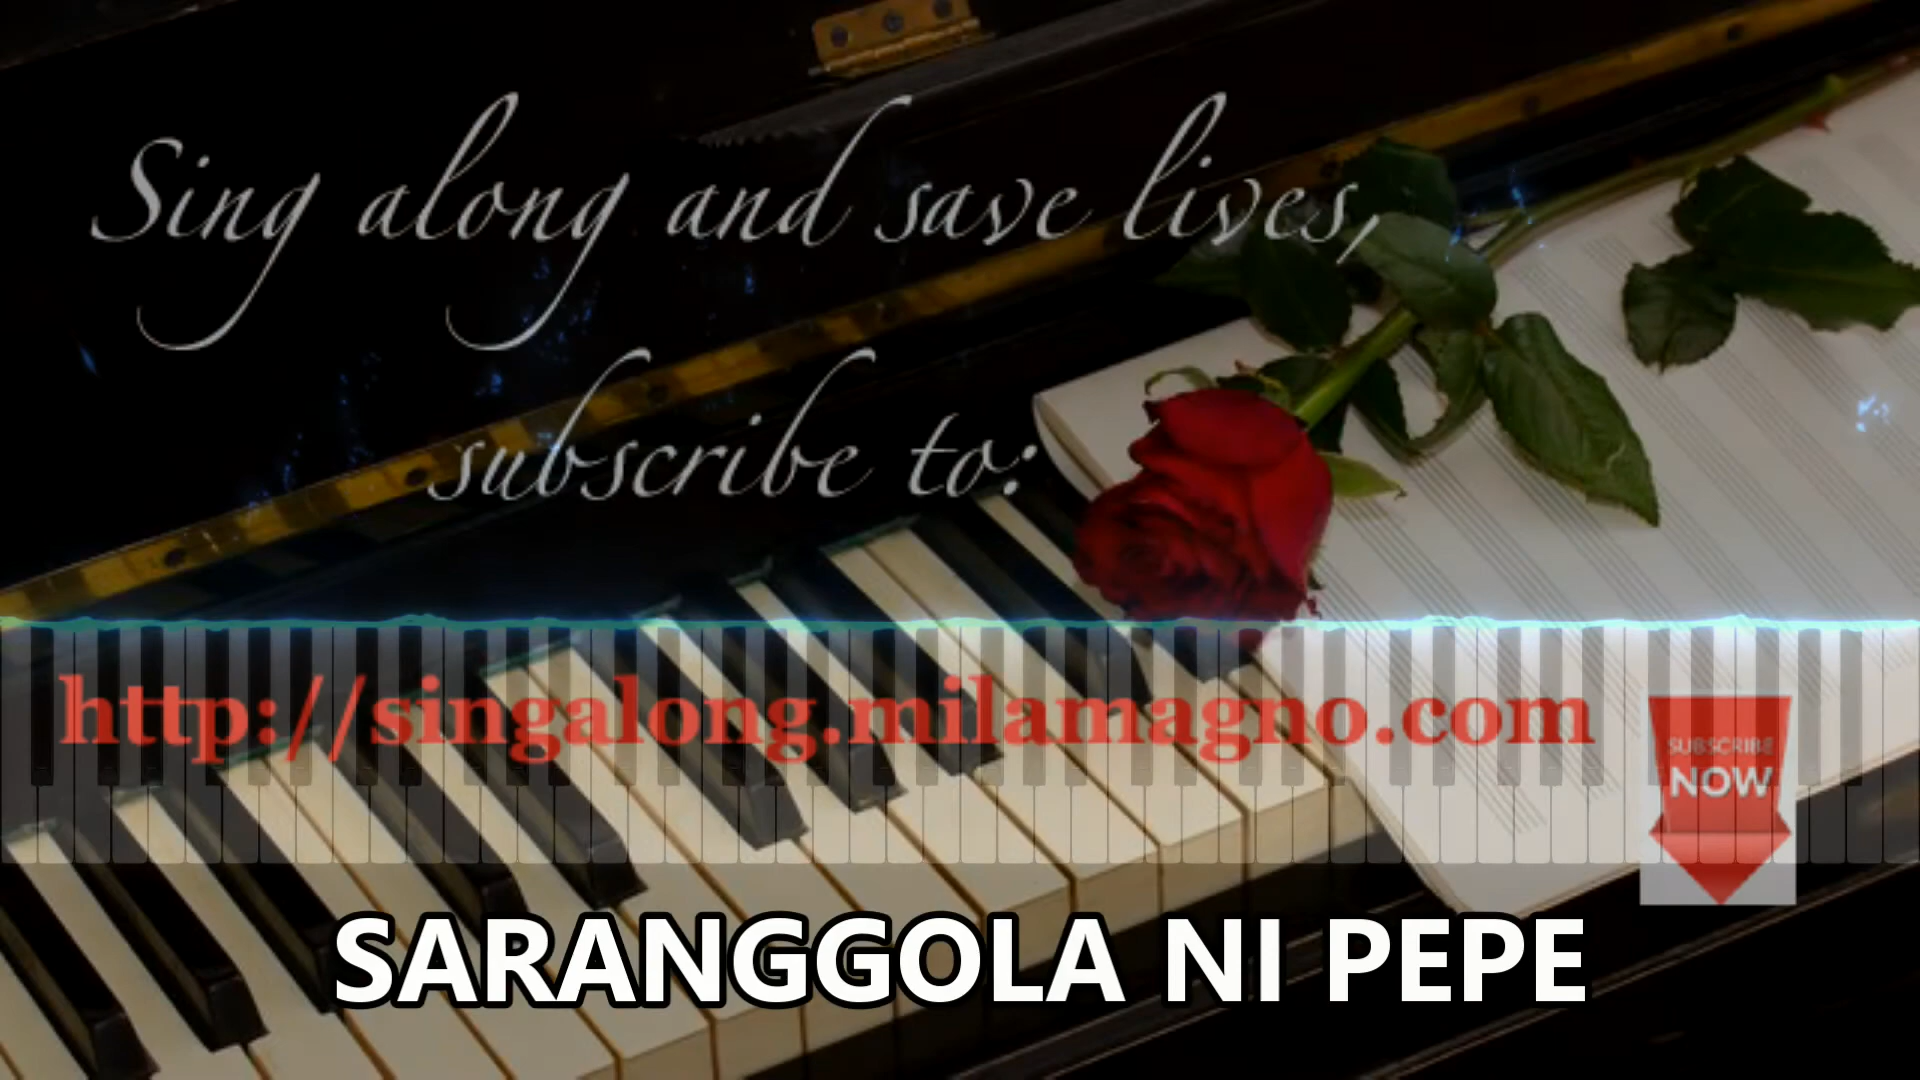 Sing along and save lives,
subscribe to:
http://singalong.milamagno.com
SUBSCRIBE
NOW
SARANGGOLA NI PEPE